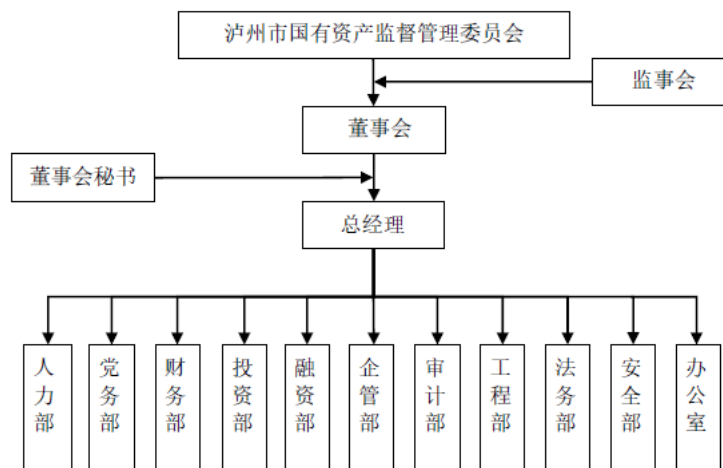 泸州市国有资产监督管理委员会
监事会
董事会
董事会秘书
总经理
人力部
党务部
财务部
投资部
融资部
企管部
审计部
工程部
法务部
安全部
办公室